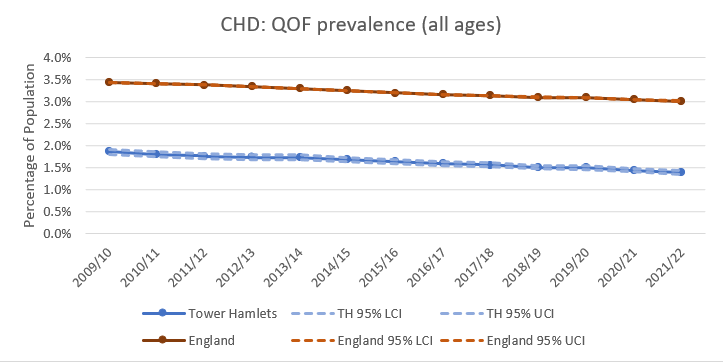 CHD: QOF prevalence (all ages)
Percentage of Population
4.0%
3.5%
3.0%
2.5%
2.0%
1.5%
1.0%
0.5%
0.0%
2009/10
2010/11
2011/12
2012/13
2013/14
2014/15
2015/16
2016/17
2017/18
2018/19
2019/20
2020/21
2021/22
Tower Hamlets
TH 95% LCI
TH 95% UCI
England
England 95% LCI
England 95% UCI